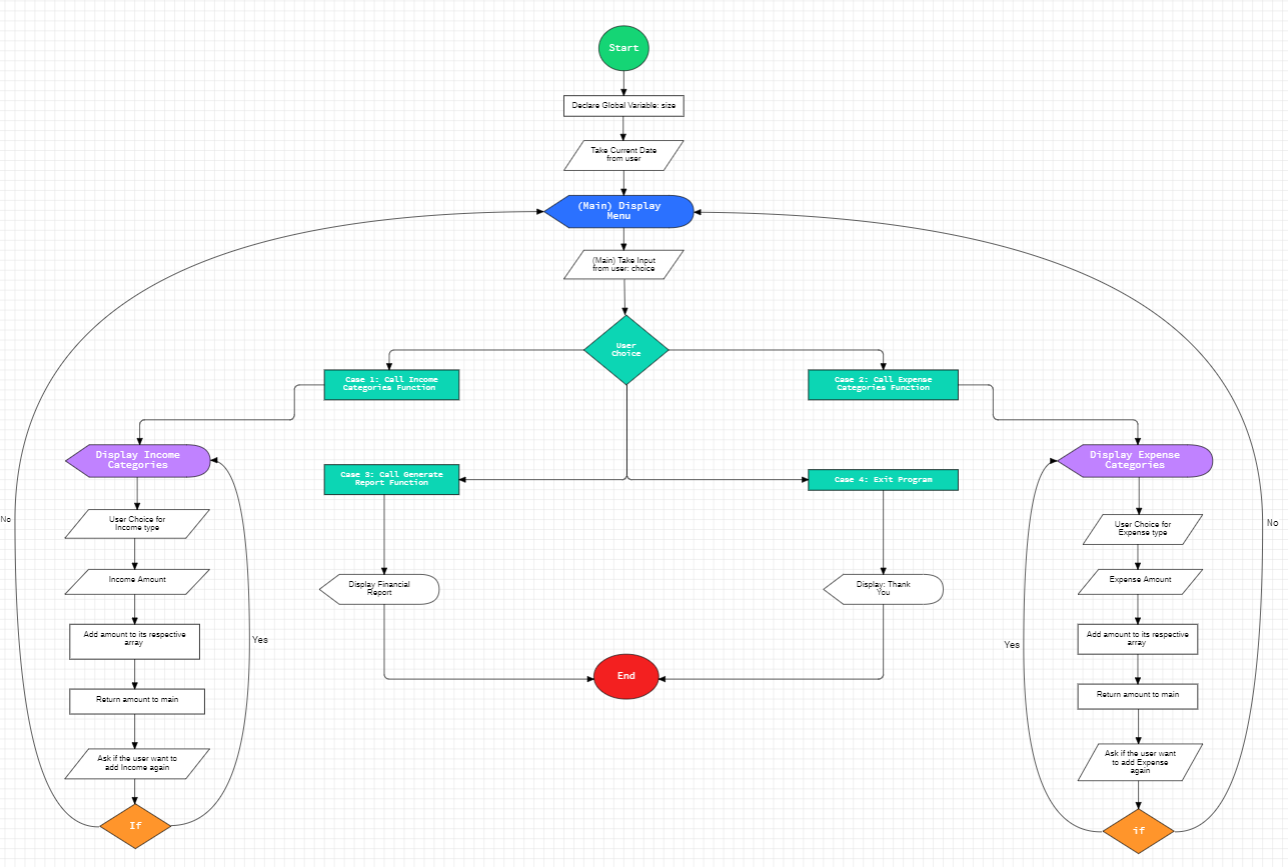 Start
Declare Global Variable: size
Take Current Date
from user
(Main) Display
Menu
(Main) Take Input
from user: choice
User
Choice
Case 1: Call Income
Categories Function
Case 2: Call Expense
Categories Function
Display Income
Categories
Case 3: Call Generate
Report Function
Case 4: Exit Program
Display Expense
Categories
No
User Choice for
Income type
User Choice for
Expense type
No
Income Amount
Display Financial
Report
Display: Thank
You
Expense Amount
Add amount to its respective
array
Yes
Yes
Add amount to its respective
array
End
Return amount to main
Return amount to main
Ask if the user want to
add Income again
Ask if the user want
to add Expense
again
If
if